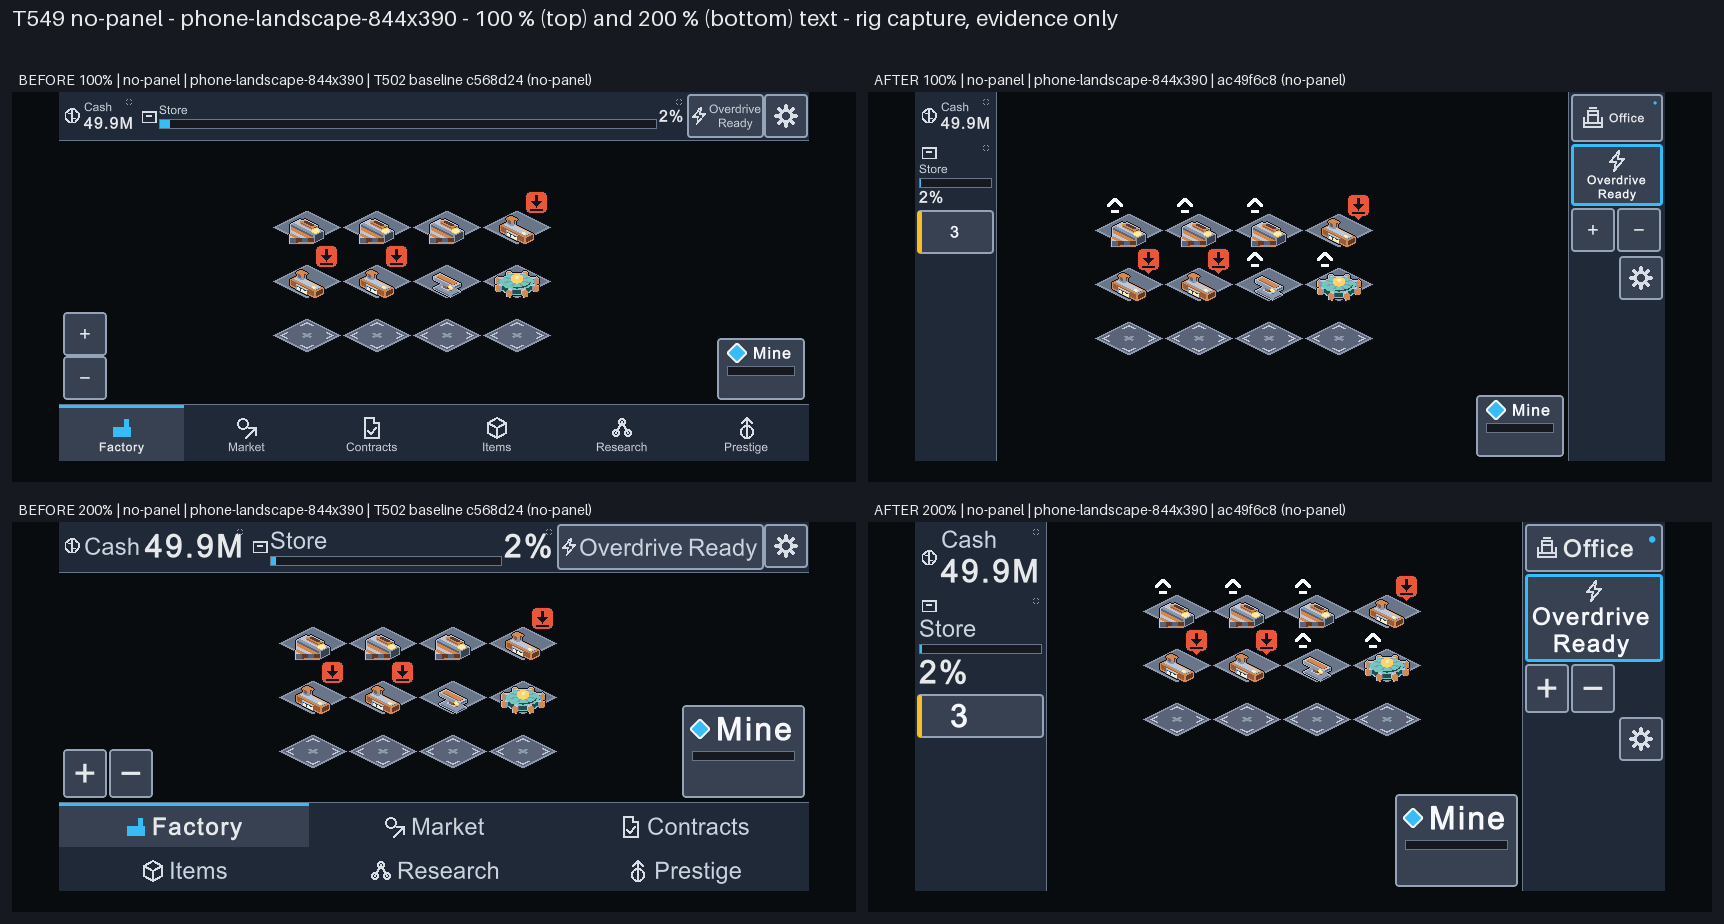 T549 no-panel - phone-landscape-844x390 - 100 % (top) and 200 % (bottom) text - rig capture, evidence only
BEFORE 100% | no-panel | phone-landscape-844x390 | T502 baseline c568d24 (no-panel)
Cash
49.9M
Store
2%
Overdrive
Ready
+
−
Mine
Factory
Market
Contracts
Items
Research
Prestige
AFTER 100% | no-panel | phone-landscape-844x390 | ac49f6c8 (no-panel)
Cash
49.9M
Store
2%
3
Office
Overdrive
Ready
+
−
Mine
BEFORE 200% | no-panel | phone-landscape-844x390 | T502 baseline c568d24 (no-panel)
Cash 49.9M
Store
2%
Overdrive Ready
+
−
Mine
Factory
Market
Contracts
Items
Research
Prestige
AFTER 200% | no-panel | phone-landscape-844x390 | ac49f6c8 (no-panel)
Cash
49.9M
Store
2%
3
Office
Overdrive
Ready
+
−
Mine